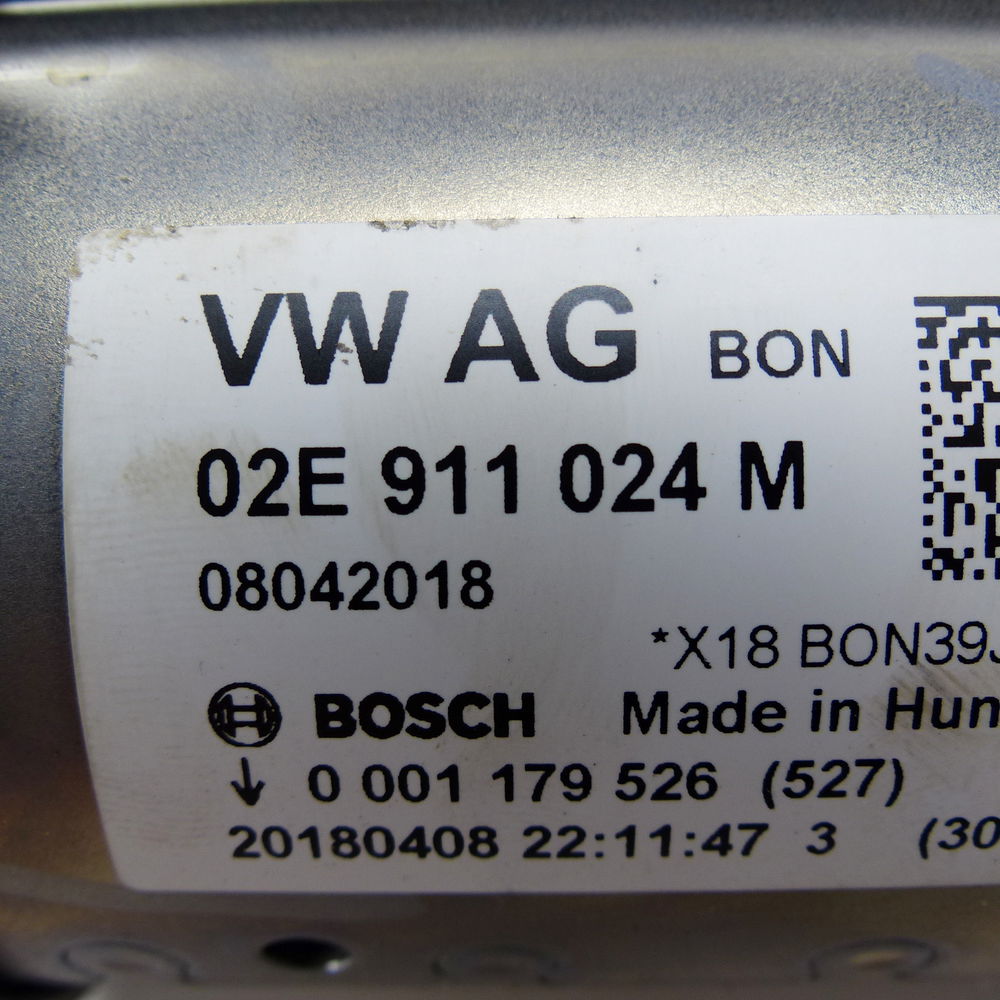 VW AG BON
02E 911 024 M
08042018
*X18 BON39J
BOSCH Made in Hun
↓ 0 001 179 526 (527)
20180408 22:11:47 3 (30